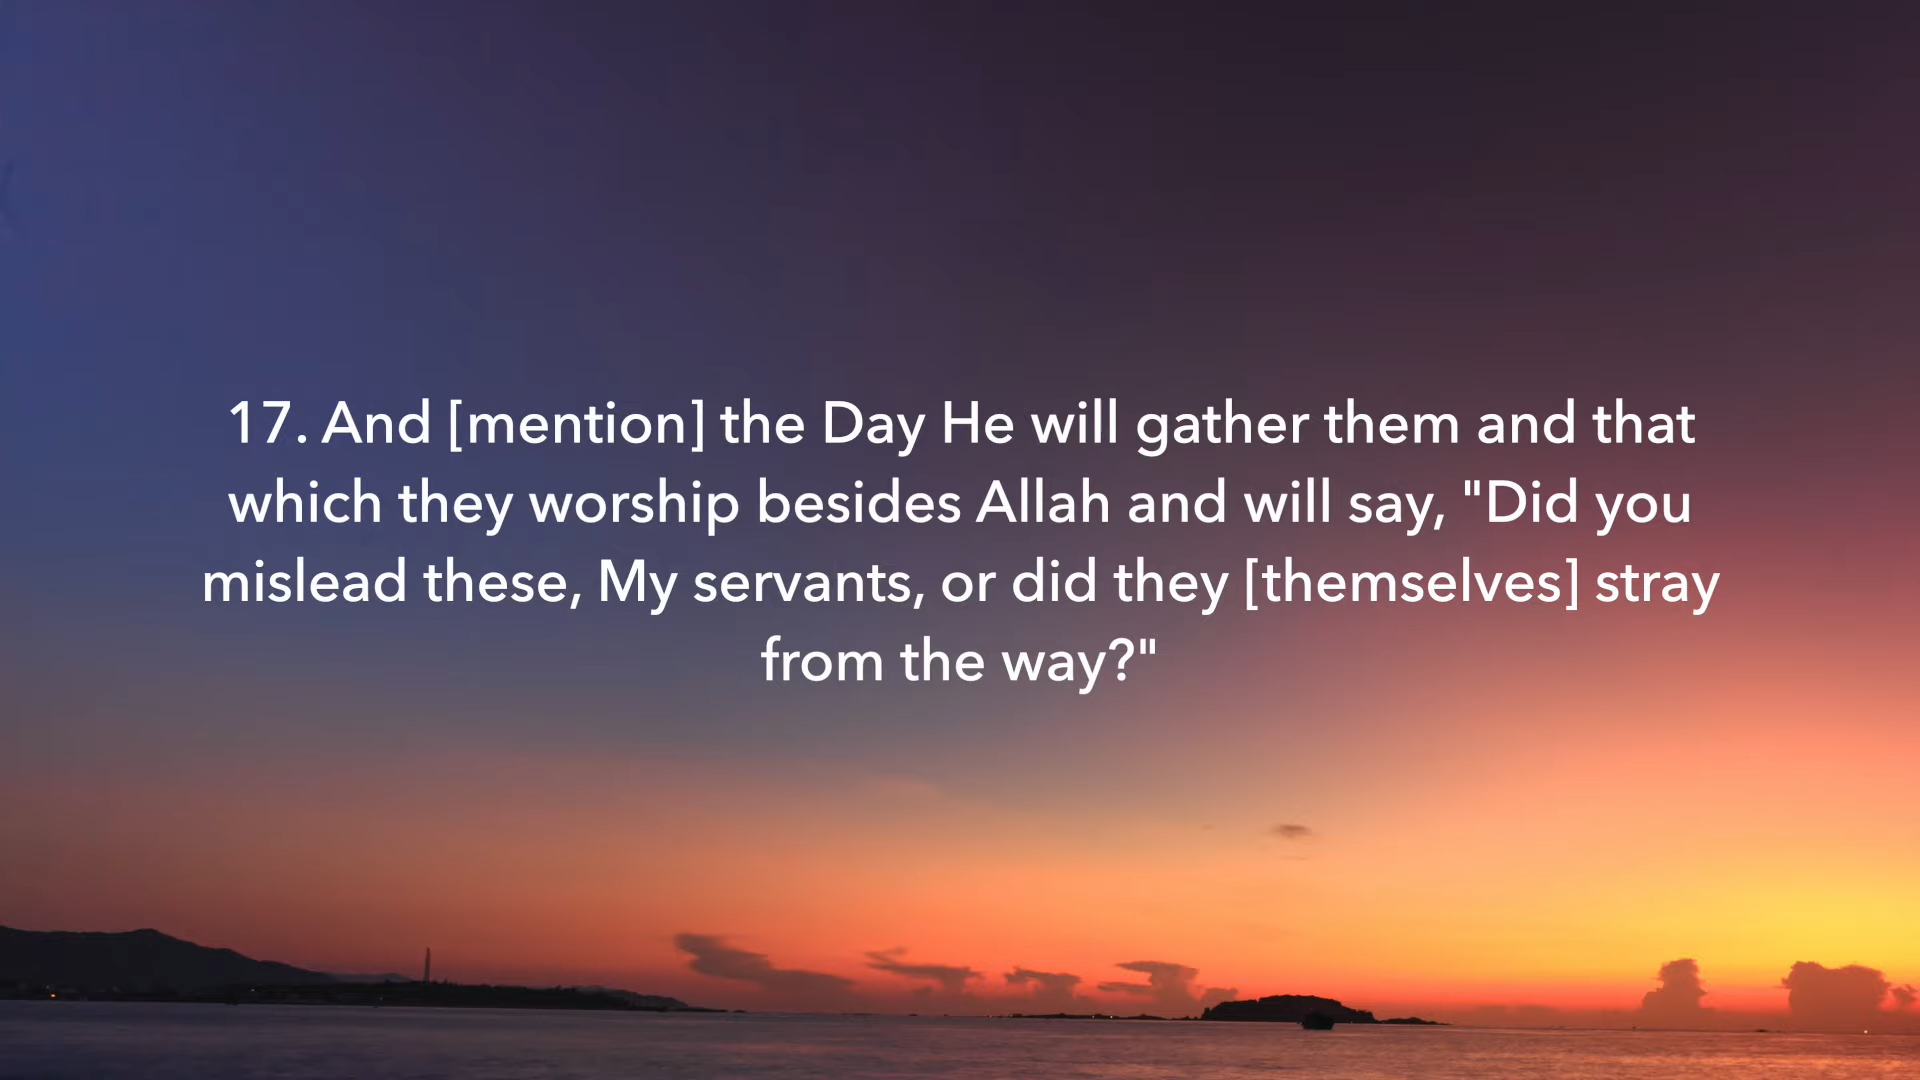 17. And [mention] the Day He will gather them and that
which they worship besides Allah and will say, "Did you
mislead these, My servants, or did they [themselves] stray
from the way?"